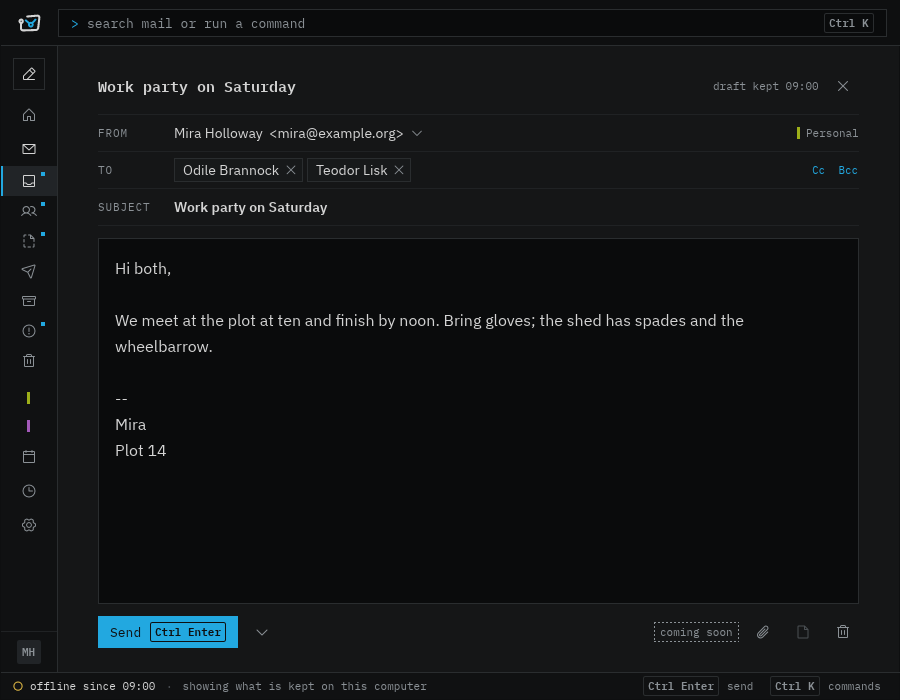 > search mail or run a command Ctrl K
Work party on Saturday draft kept 09:00
FROM Mira Holloway <mira@example.org> Personal
TO Odile Brannock Teodor Lisk Cc Bcc
SUBJECT Work party on Saturday
Hi both,
We meet at the plot at ten and finish by noon. Bring gloves; the shed has spades and the
wheelbarrow.
--
Mira
Plot 14
Send Ctrl Enter coming soon
MH
offline since 09:00 · showing what is kept on this computer Ctrl Enter send Ctrl K commands